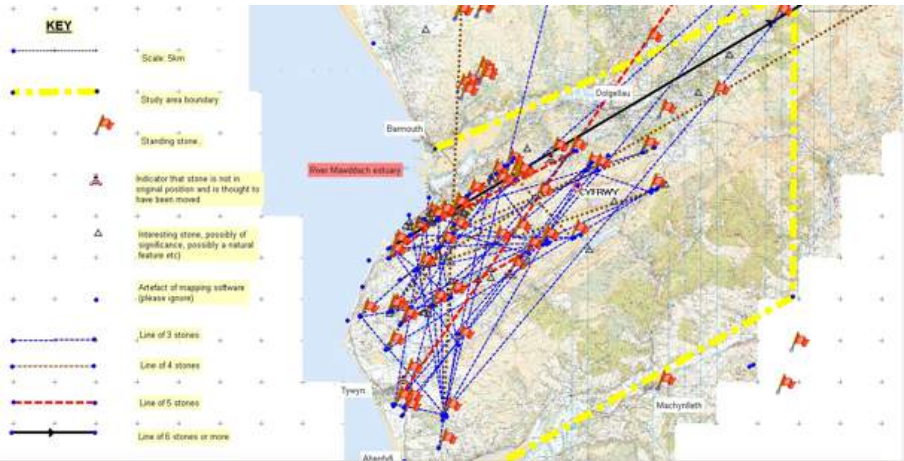 KEY
Scale: 5km
Study area boundary
Standing stone..
Indicator that stone is not in
original position and is thought to
have been moved
Interesting stone, possibly of
significance, possibly a natural
feature etc)
Artefact of mapping software
(please ignore)
Line of 3 stones
Line of 4 stones
Line of 5 stones
Line of 6 stones or more
Dolgellau
Barmouth
River Mawddach estuary
CYFRWY
Tywyn
Machynlleth
Aberdyfi